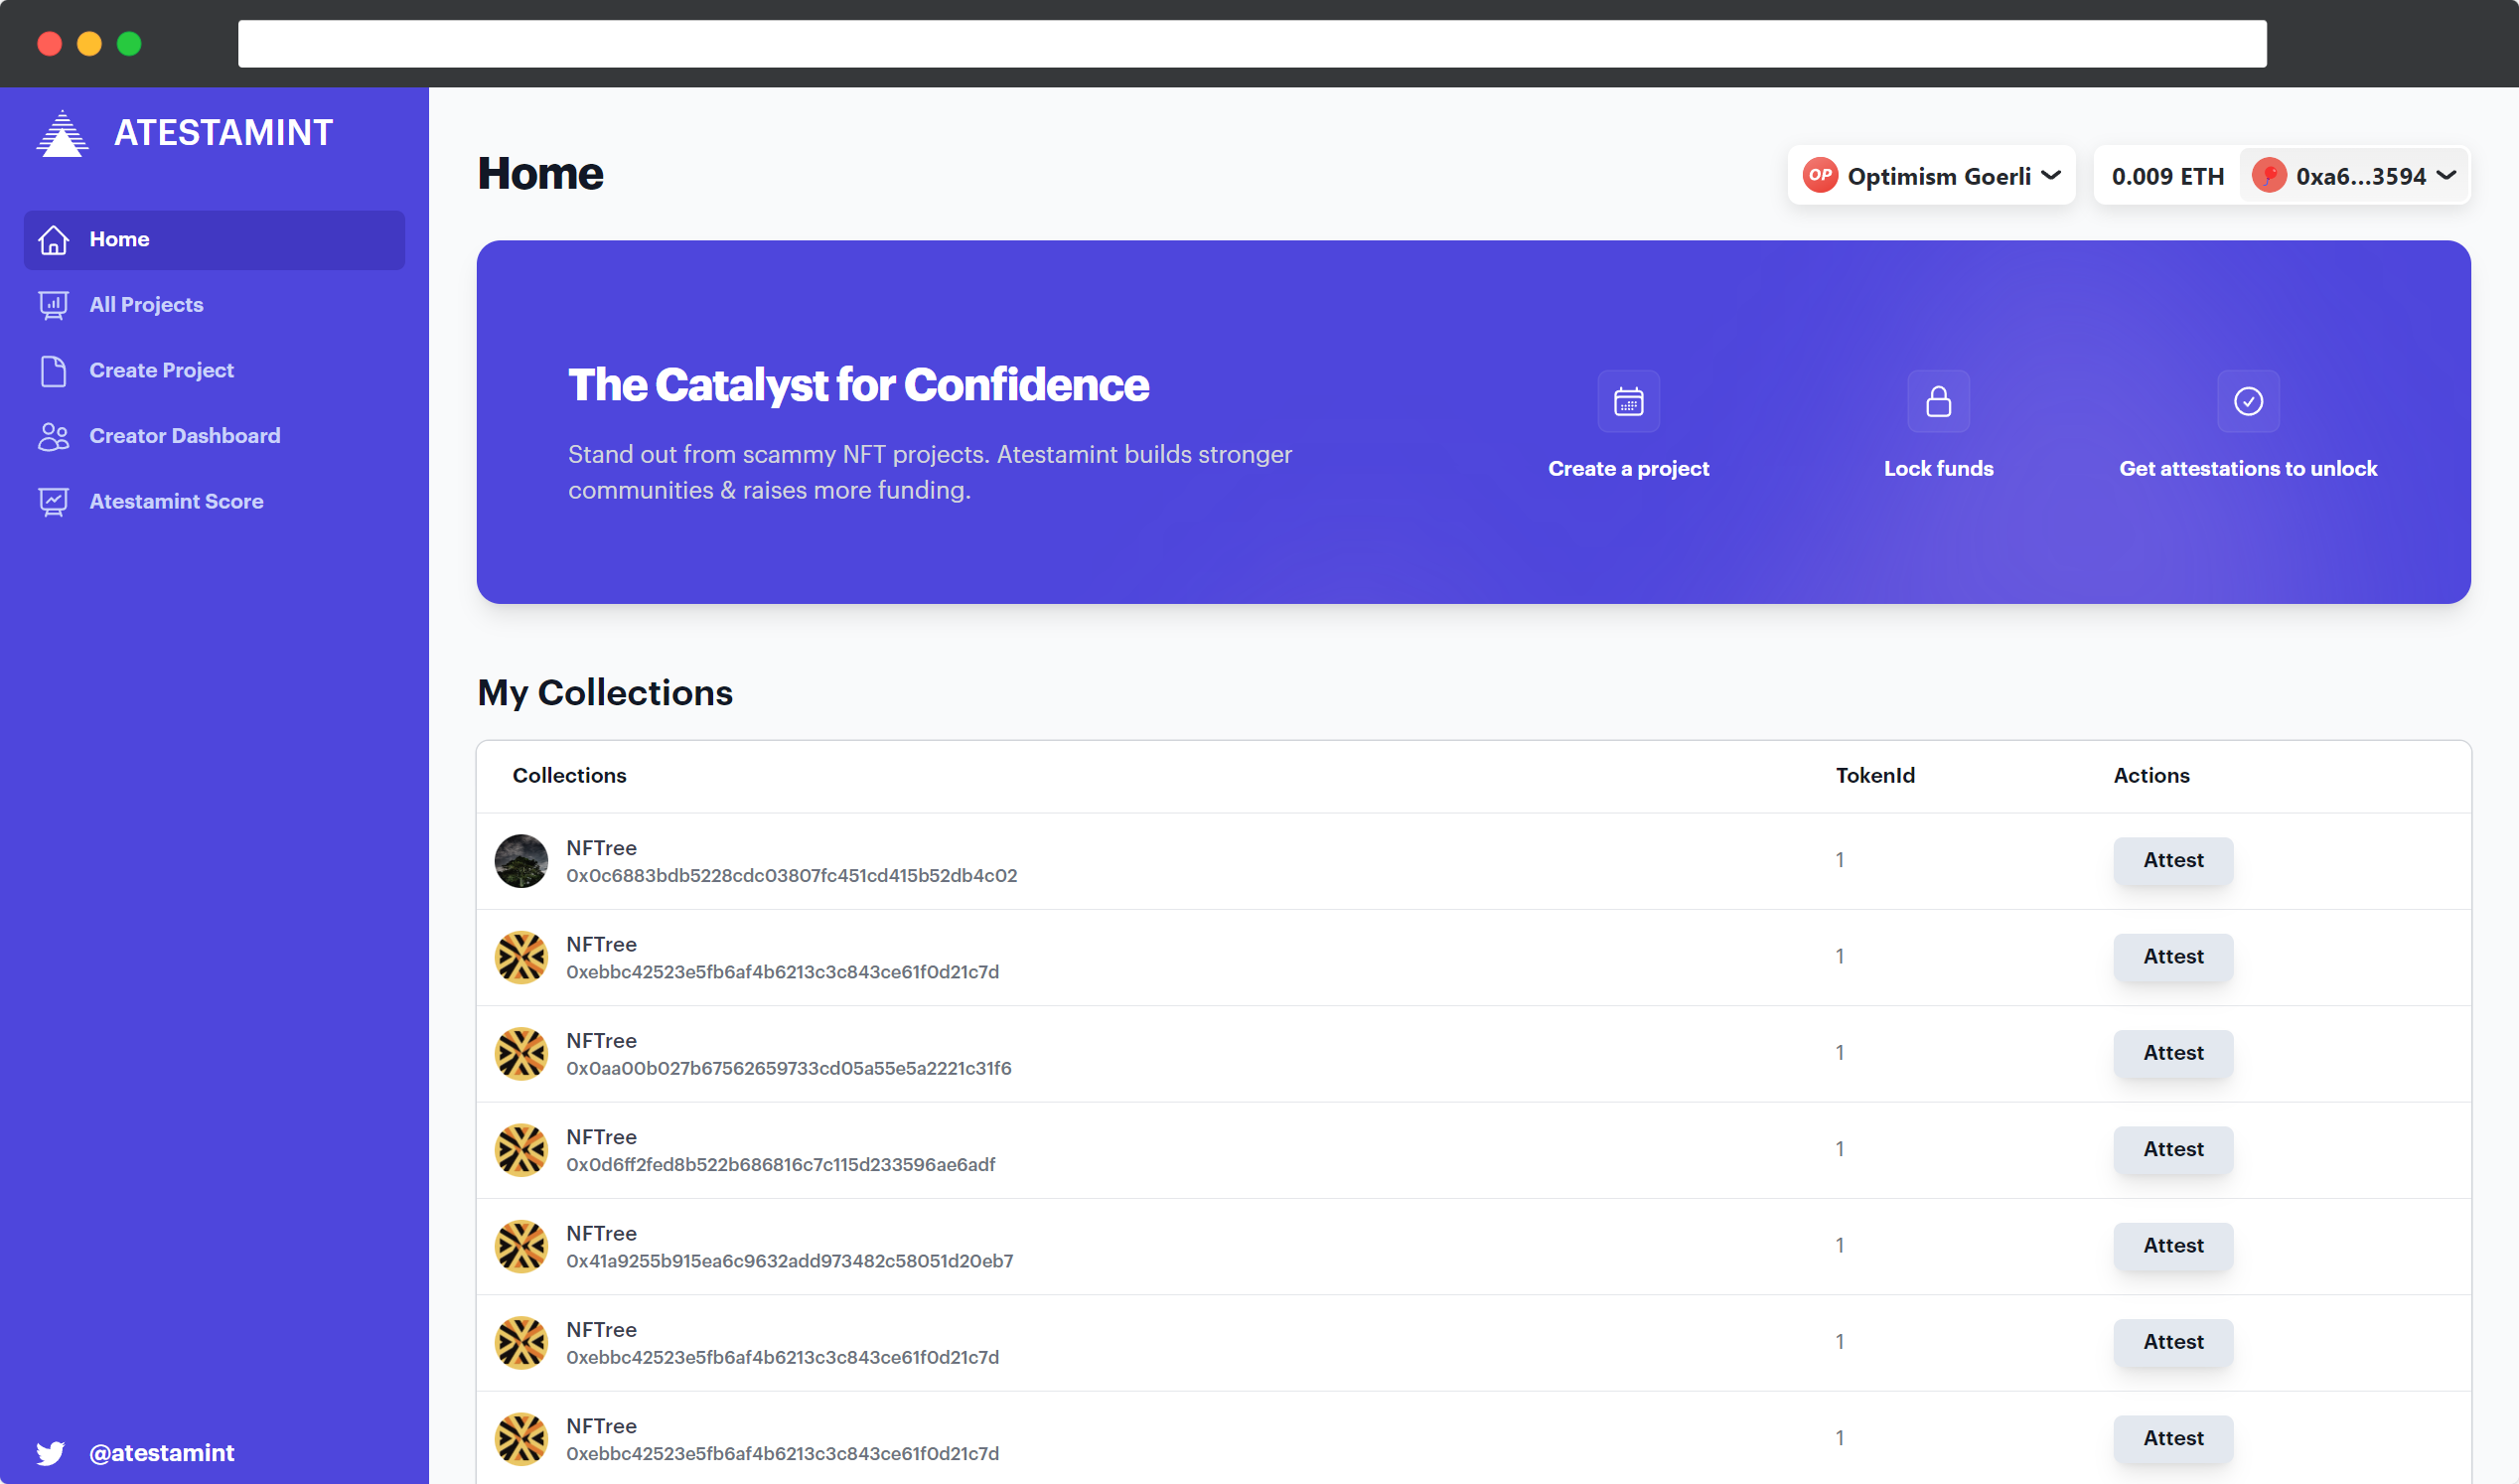 ATESTAMINT
Home
All Projects
Create Project
Creator Dashboard
Atestamint Score
@atestamint
Home
OP Optimism Goerli
0.009 ETH 0xa6...3594
The Catalyst for Confidence
Stand out from scammy NFT projects. Atestamint builds stronger
communities & raises more funding.
Create a project
Lock funds
Get attestations to unlock
My Collections
Collections TokenId Actions
NFTree
0x0c6883bdb5228cdc03807fc451cd415b52db4c02
1 Attest
NFTree
0xebbc42523e5fb6af4b6213c3c843ce61f0d21c7d
1 Attest
NFTree
0x0aa00b027b67562659733cd05a55e5a2221c31f6
1 Attest
NFTree
0x0d6ff2fed8b522b686816c7c115d233596ae6adf
1 Attest
NFTree
0x41a9255b915ea6c9632add973482c58051d20eb7
1 Attest
NFTree
0xebbc42523e5fb6af4b6213c3c843ce61f0d21c7d
1 Attest
NFTree
0xebbc42523e5fb6af4b6213c3c843ce61f0d21c7d
1 Attest